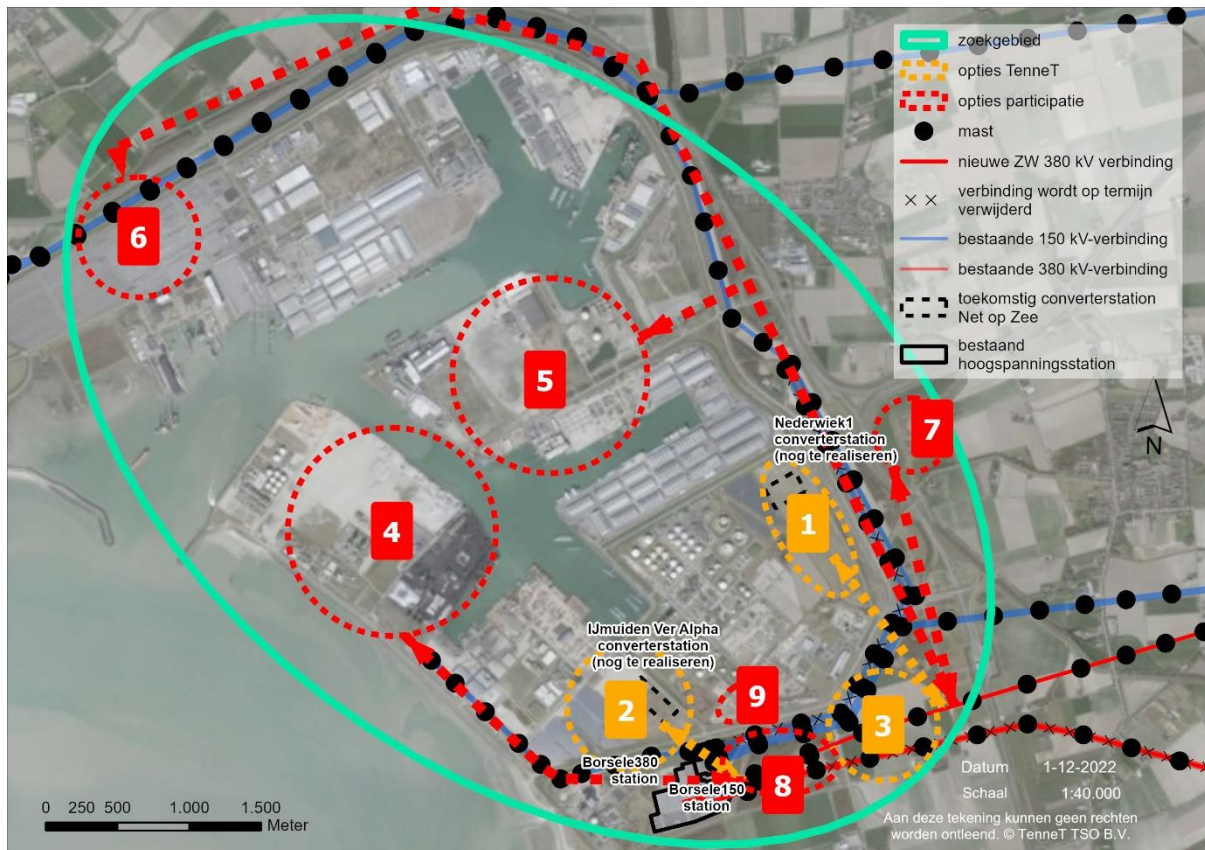 zoekgebied
opties TenneT
opties participatie
mast
nieuwe ZW 380 kV verbinding
verbinding wordt op termijn
verwijderd
bestaande 150 kV-verbinding
bestaande 380 kV-verbinding
toekomstig converterstation
Net op Zee
bestaand
hoogspanningsstation
N
6
5
7
Nederwiek1
converterstation
(nog te realiseren)
1
4
IJmuiden Ver Alpha
converterstation
(nog te realiseren)
2
9
3
Borsele380
station
8
Borsele150
station
Datum 1-12-2022
Schaal 1:40.000
Aan deze tekening kunnen geen rechten
worden ontleend. © TenneT TSO B.V.
0 250 500 1.000 1.500
Meter